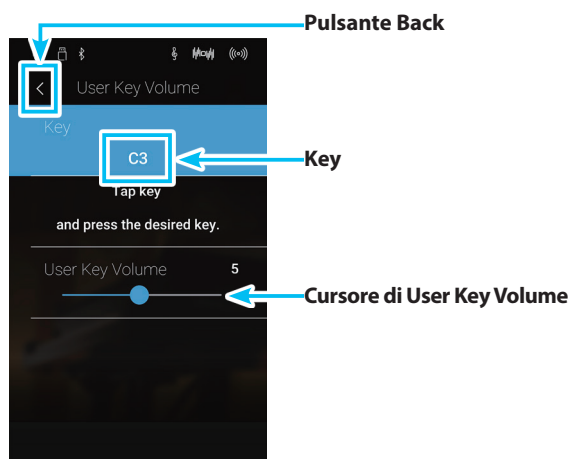 Pulsante Back
User Key Volume
Key
C3
Key
Tap key
and press the desired key.
User Key Volume 5
Cursore di User Key Volume